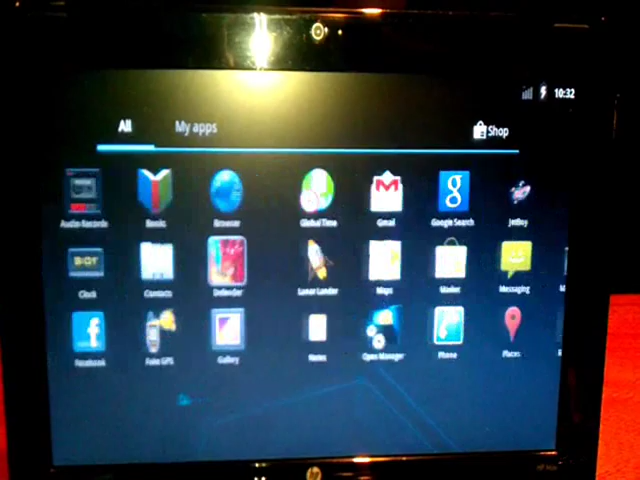 10:32
All My apps Shop
Audio Recorder Books Browser Global Time Gmail Google Search JetBoy
Clock Contacts Defender Lunar Lander Maps Market Messaging
Facebook Fake GPS Gallery Notes Open Manager Phone Places
hp